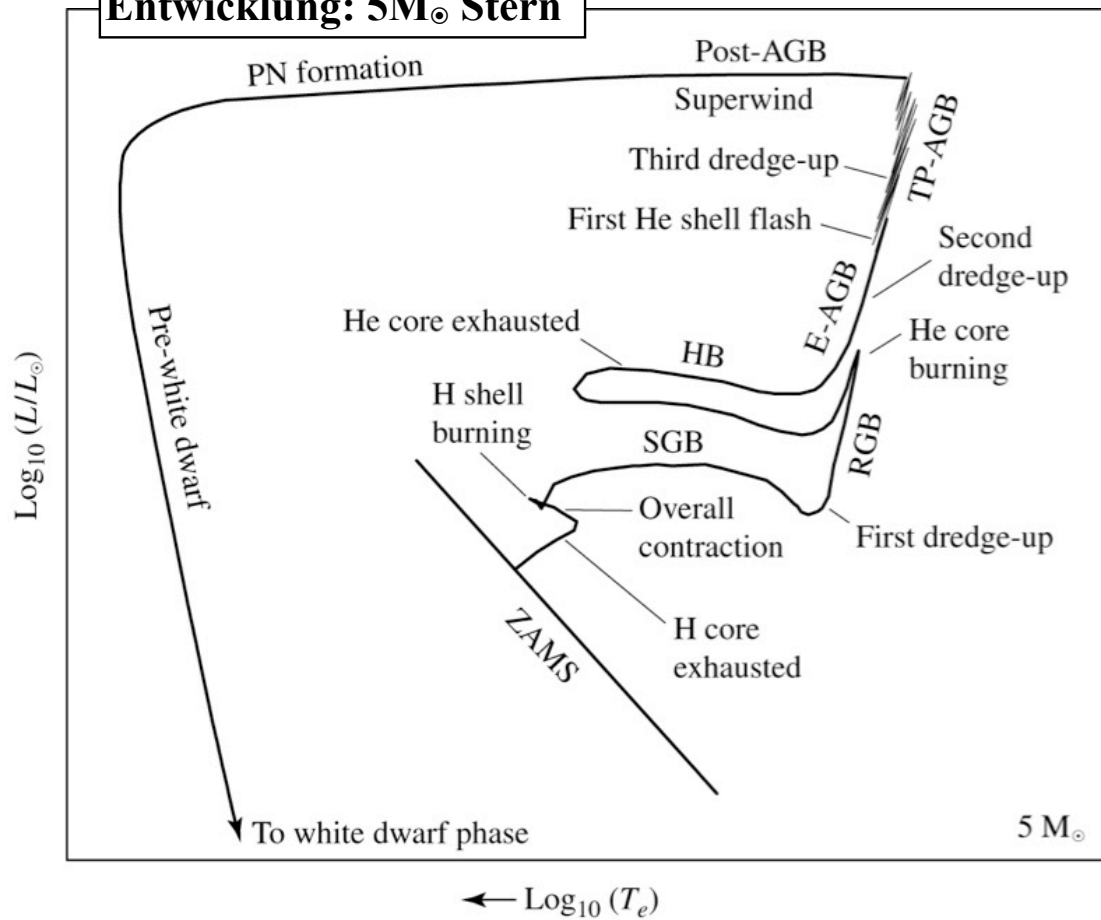 Entwicklung: 5M☉ Stern
Post-AGB
PN formation
Superwind
TP-AGB
Third dredge-up
First He shell flash
Second
dredge-up
E-AGB
Pre-white dwarf
He core exhausted
HB
He core
burning
H shell
burning
SGB
RGB
Log₁₀ (L/L☉)
Overall
contraction
First dredge-up
ZAMS
H core
exhausted
To white dwarf phase
5 M☉
← Log₁₀ (Tₑ)